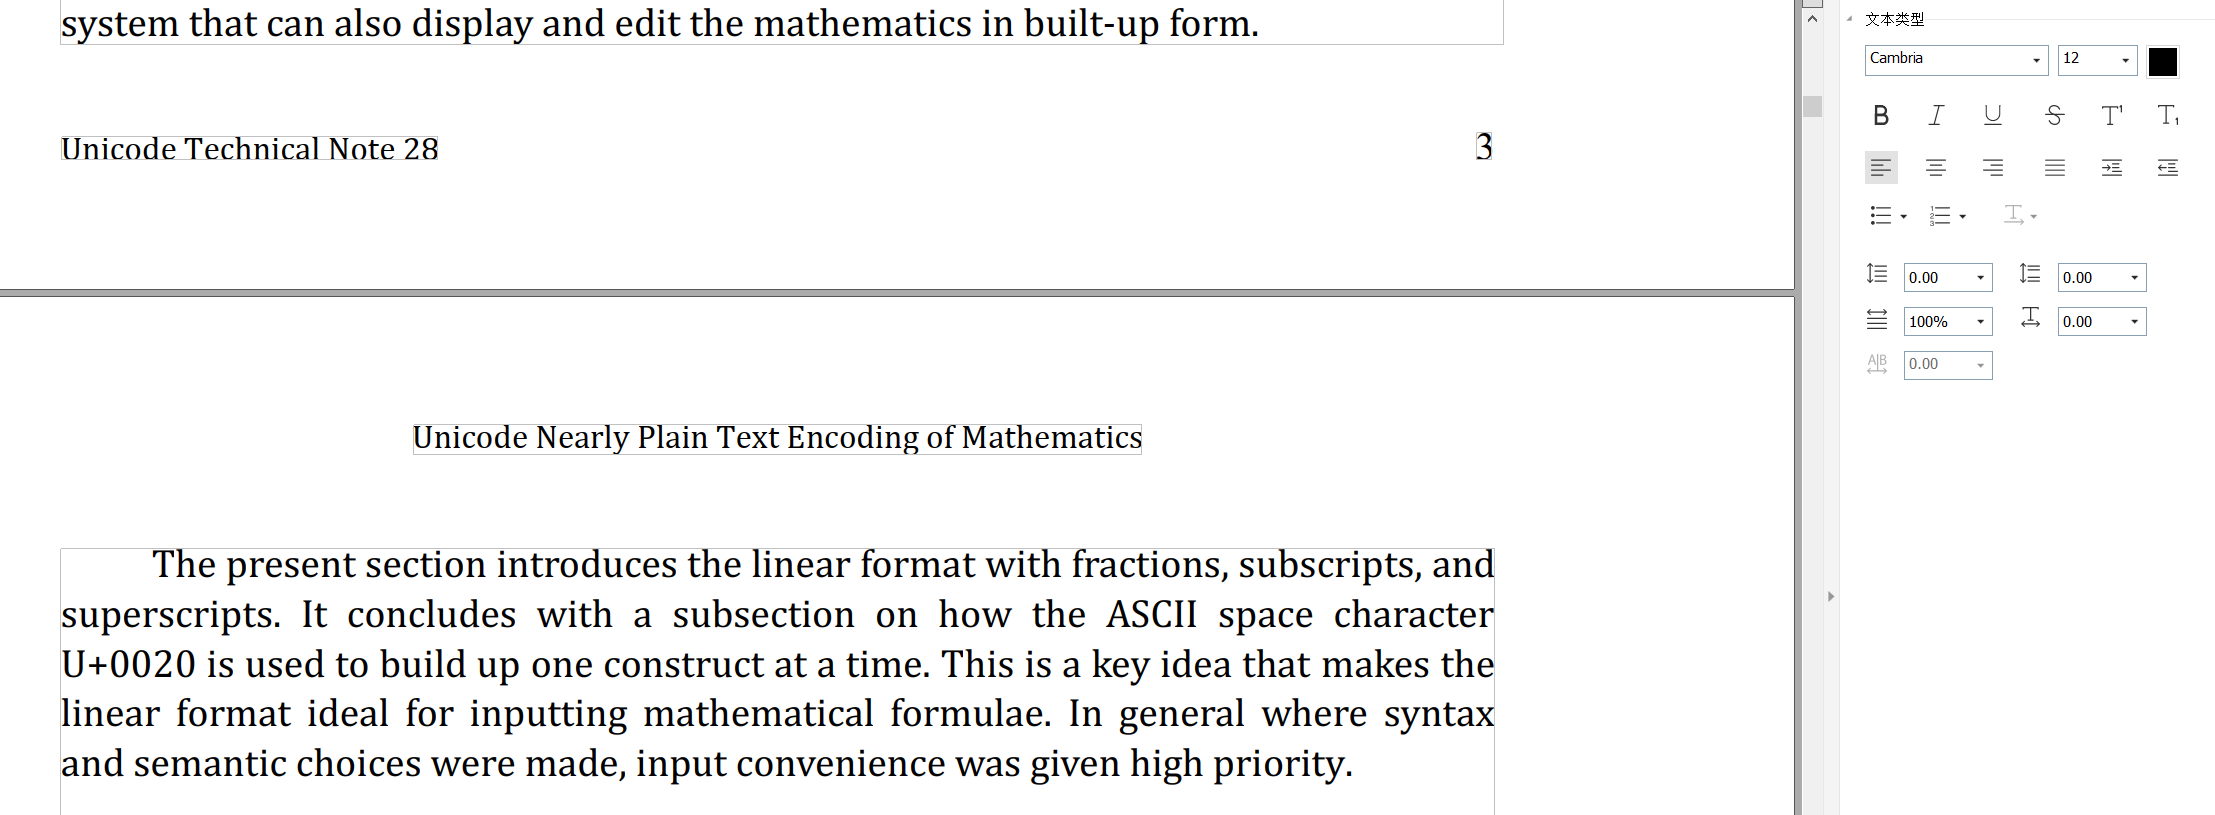 system that can also display and edit the mathematics in built-up form.
Unicode Technical Note 28
3
Unicode Nearly Plain Text Encoding of Mathematics
The present section introduces the linear format with fractions, subscripts, and
superscripts. It concludes with a subsection on how the ASCII space character
U+0020 is used to build up one construct at a time. This is a key idea that makes the
linear format ideal for inputting mathematical formulae. In general where syntax
and semantic choices were made, input convenience was given high priority.
文本类型
Cambria 12
B I U S T¹ T₁
0.00 0.00
100% 0.00
A|B 0.00